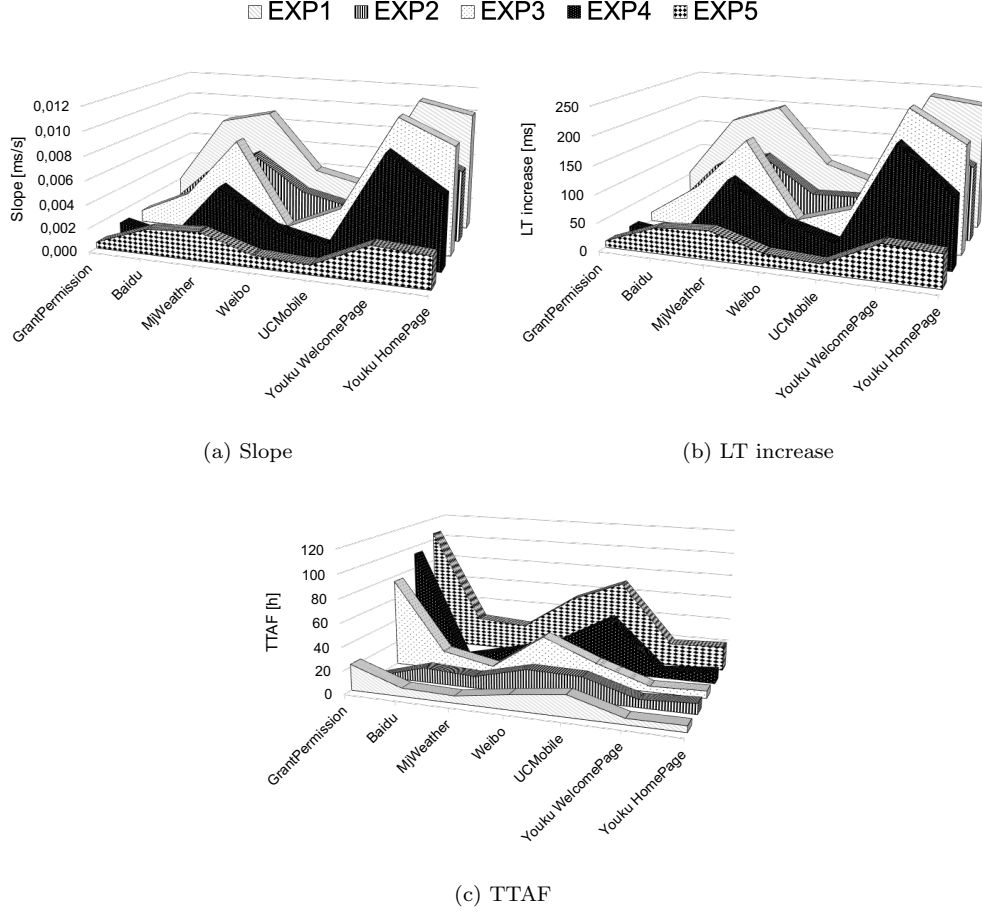 EXP1 EXP2 EXP3 EXP4 EXP5
Slope [ms/s]
0,012
0,010
0,008
0,006
0,004
0,002
0,000
GrantPermission
Baidu
MjWeather
Weibo
UCMobile
Youku WelcomePage
Youku HomePage
(a) Slope
LT increase [ms]
250
200
150
100
50
0
GrantPermission
Baidu
MjWeather
Weibo
UCMobile
Youku WelcomePage
Youku HomePage
(b) LT increase
TTAF [h]
120
100
80
60
40
20
0
GrantPermission
Baidu
MjWeather
Weibo
UCMobile
Youku WelcomePage
Youku HomePage
(c) TTAF